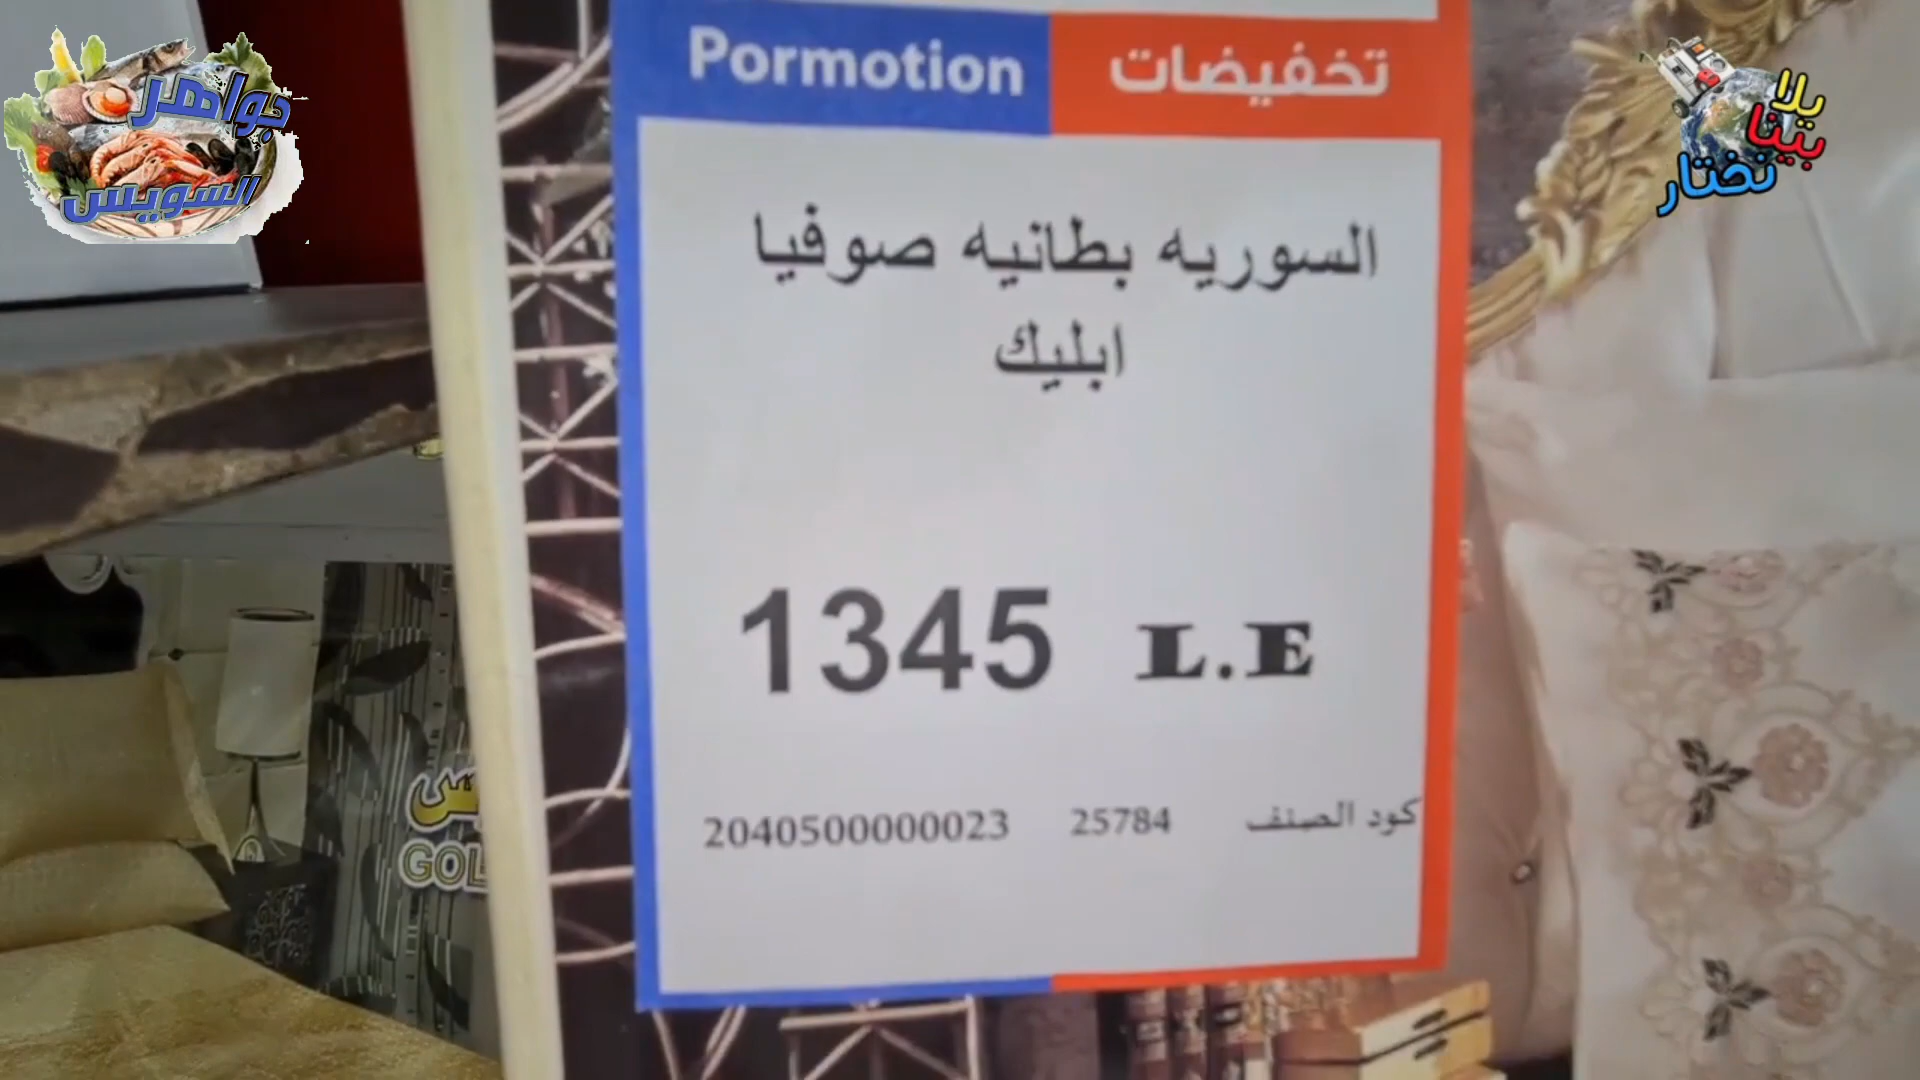 جواهر
السويس
يلا
بينا
نختار
Pormotion تخفيضات
السوريه بطانيه صوفيا
ابليك
1345 L.E
كود الصنف 25784 2040500000023
GOL